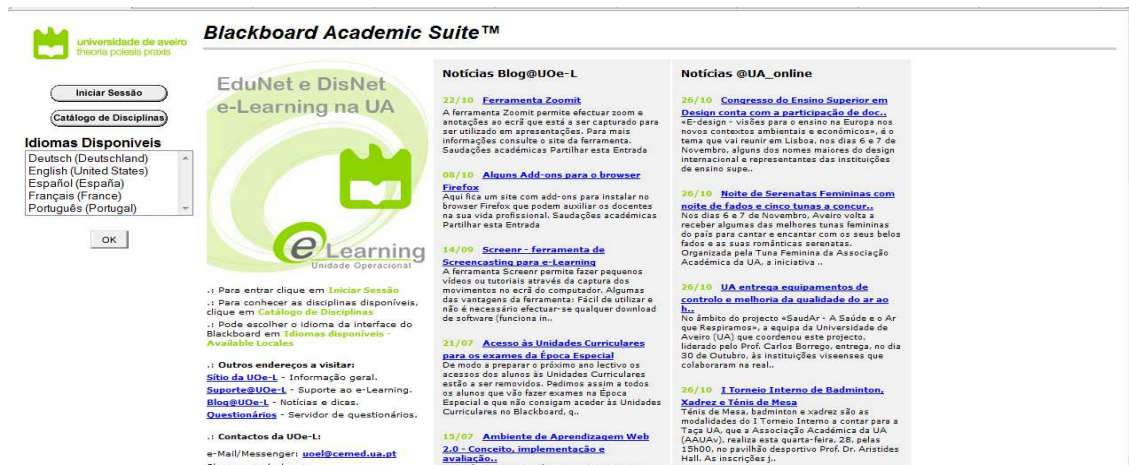 universidade de aveiro
theoria poiesis praxis
Blackboard Academic Suite™
Iniciar Sessão
Catálogo de Disciplinas
Idiomas Disponíveis
Deutsch (Deutschland)
English (United States)
Español (España)
Français (France)
Português (Portugal)
OK
EduNet e DisNet
e-Learning na UA
e Learning
Unidade Operacional
.: Para entrar clique em Iniciar Sessão
.: Para conhecer as disciplinas disponíveis,
clique em Catálogo de Disciplinas
.: Pode escolher o idioma da interface do
Blackboard em Idiomas disponíveis -
Available Locales
.: Outros endereços a visitar:
Sítio da UOe-L - Informação geral.
Suporte@UOe-L - Suporte ao e-Learning.
Blog@UOe-L - Notícias e dicas.
Questionários - Servidor de questionários.
.: Contactos da UOe-L:
e-Mail/Messenger: uoel@cemed.ua.pt
Notícias Blog@UOe-L
22/10 Ferramenta Zoomit
A ferramenta Zoomit permite efectuar zoom e
anotações ao ecrã que está a ser capturado para
ser utilizado em apresentações. Para mais
informações consulte o site da ferramenta.
Saudações académicas Partilhar esta Entrada
08/10 Alguns Add-ons para o browser
Firefox
Aqui fica um site com add-ons para instalar no
browser Firefox que podem auxiliar os docentes
na sua vida profissional. Saudações académicas
Partilhar esta Entrada
14/09 Screenr - ferramenta de
Screencasting para e-Learning
A ferramenta Screenr permite fazer pequenos
vídeos ou tutoriais através da captura dos
movimentos no ecrã do computador. Algumas
das vantagens da ferramenta: Fácil de utilizar e
não é necessário efectuar-se qualquer download
de software (funciona in..
21/07 Acesso às Unidades Curriculares
para os exames da Época Especial
De modo a preparar o próximo ano lectivo os
acessos dos alunos às Unidades Curriculares
estão a ser removidos. Pedimos assim a todos
os alunos que vão fazer exames na Época
Especial e que não consigam aceder às Unidades
Curriculares no Blackboard, q..
15/07 Ambiente de Aprendizagem Web
2.0 - Conceito, implementação e
avaliação..
Notícias @UA_online
26/10 Congresso do Ensino Superior em
Design conta com a participação de doc..
«E-design - visões para o ensino na Europa nos
novos contextos ambientais e económicos», é o
tema que vai reunir em Lisboa, nos dias 6 e 7 de
Novembro, alguns dos nomes maiores do design
internacional e representantes das instituições
de ensino supe..
26/10 Noite de Serenatas Femininas com
noite de fados e cinco tunas a concur..
Nos dias 6 e 7 de Novembro, Aveiro volta a
receber algumas das melhores tunas femininas
do país para cantar e encantar com os seus belos
fados e as suas românticas serenatas.
Organizada pela Tuna Feminina da Associação
Académica da UA, a iniciativa ..
26/10 UA entrega equipamentos de
controlo e melhoria da qualidade do ar ao
h..
No âmbito do projecto «SaudAr - A Saúde e o Ar
que Respiramos», a equipa da Universidade de
Aveiro (UA) que coordenou este projecto,
liderado pelo Prof. Carlos Borrego, entrega, no dia
30 de Outubro, às instituições viseenses que
colaboraram na real..
26/10 I Torneio Interno de Badminton,
Xadrez e Ténis de Mesa
Ténis de Mesa, badminton e xadrez são as
modalidades do I Torneio Interno a contar para a
Taça UA, que a Associação Académica da UA
(AAUAv), realiza esta quarta-feira, 28, pelas
15h00, no pavilhão desportivo Prof. Dr. Aristides
Hall. As inscrições j..